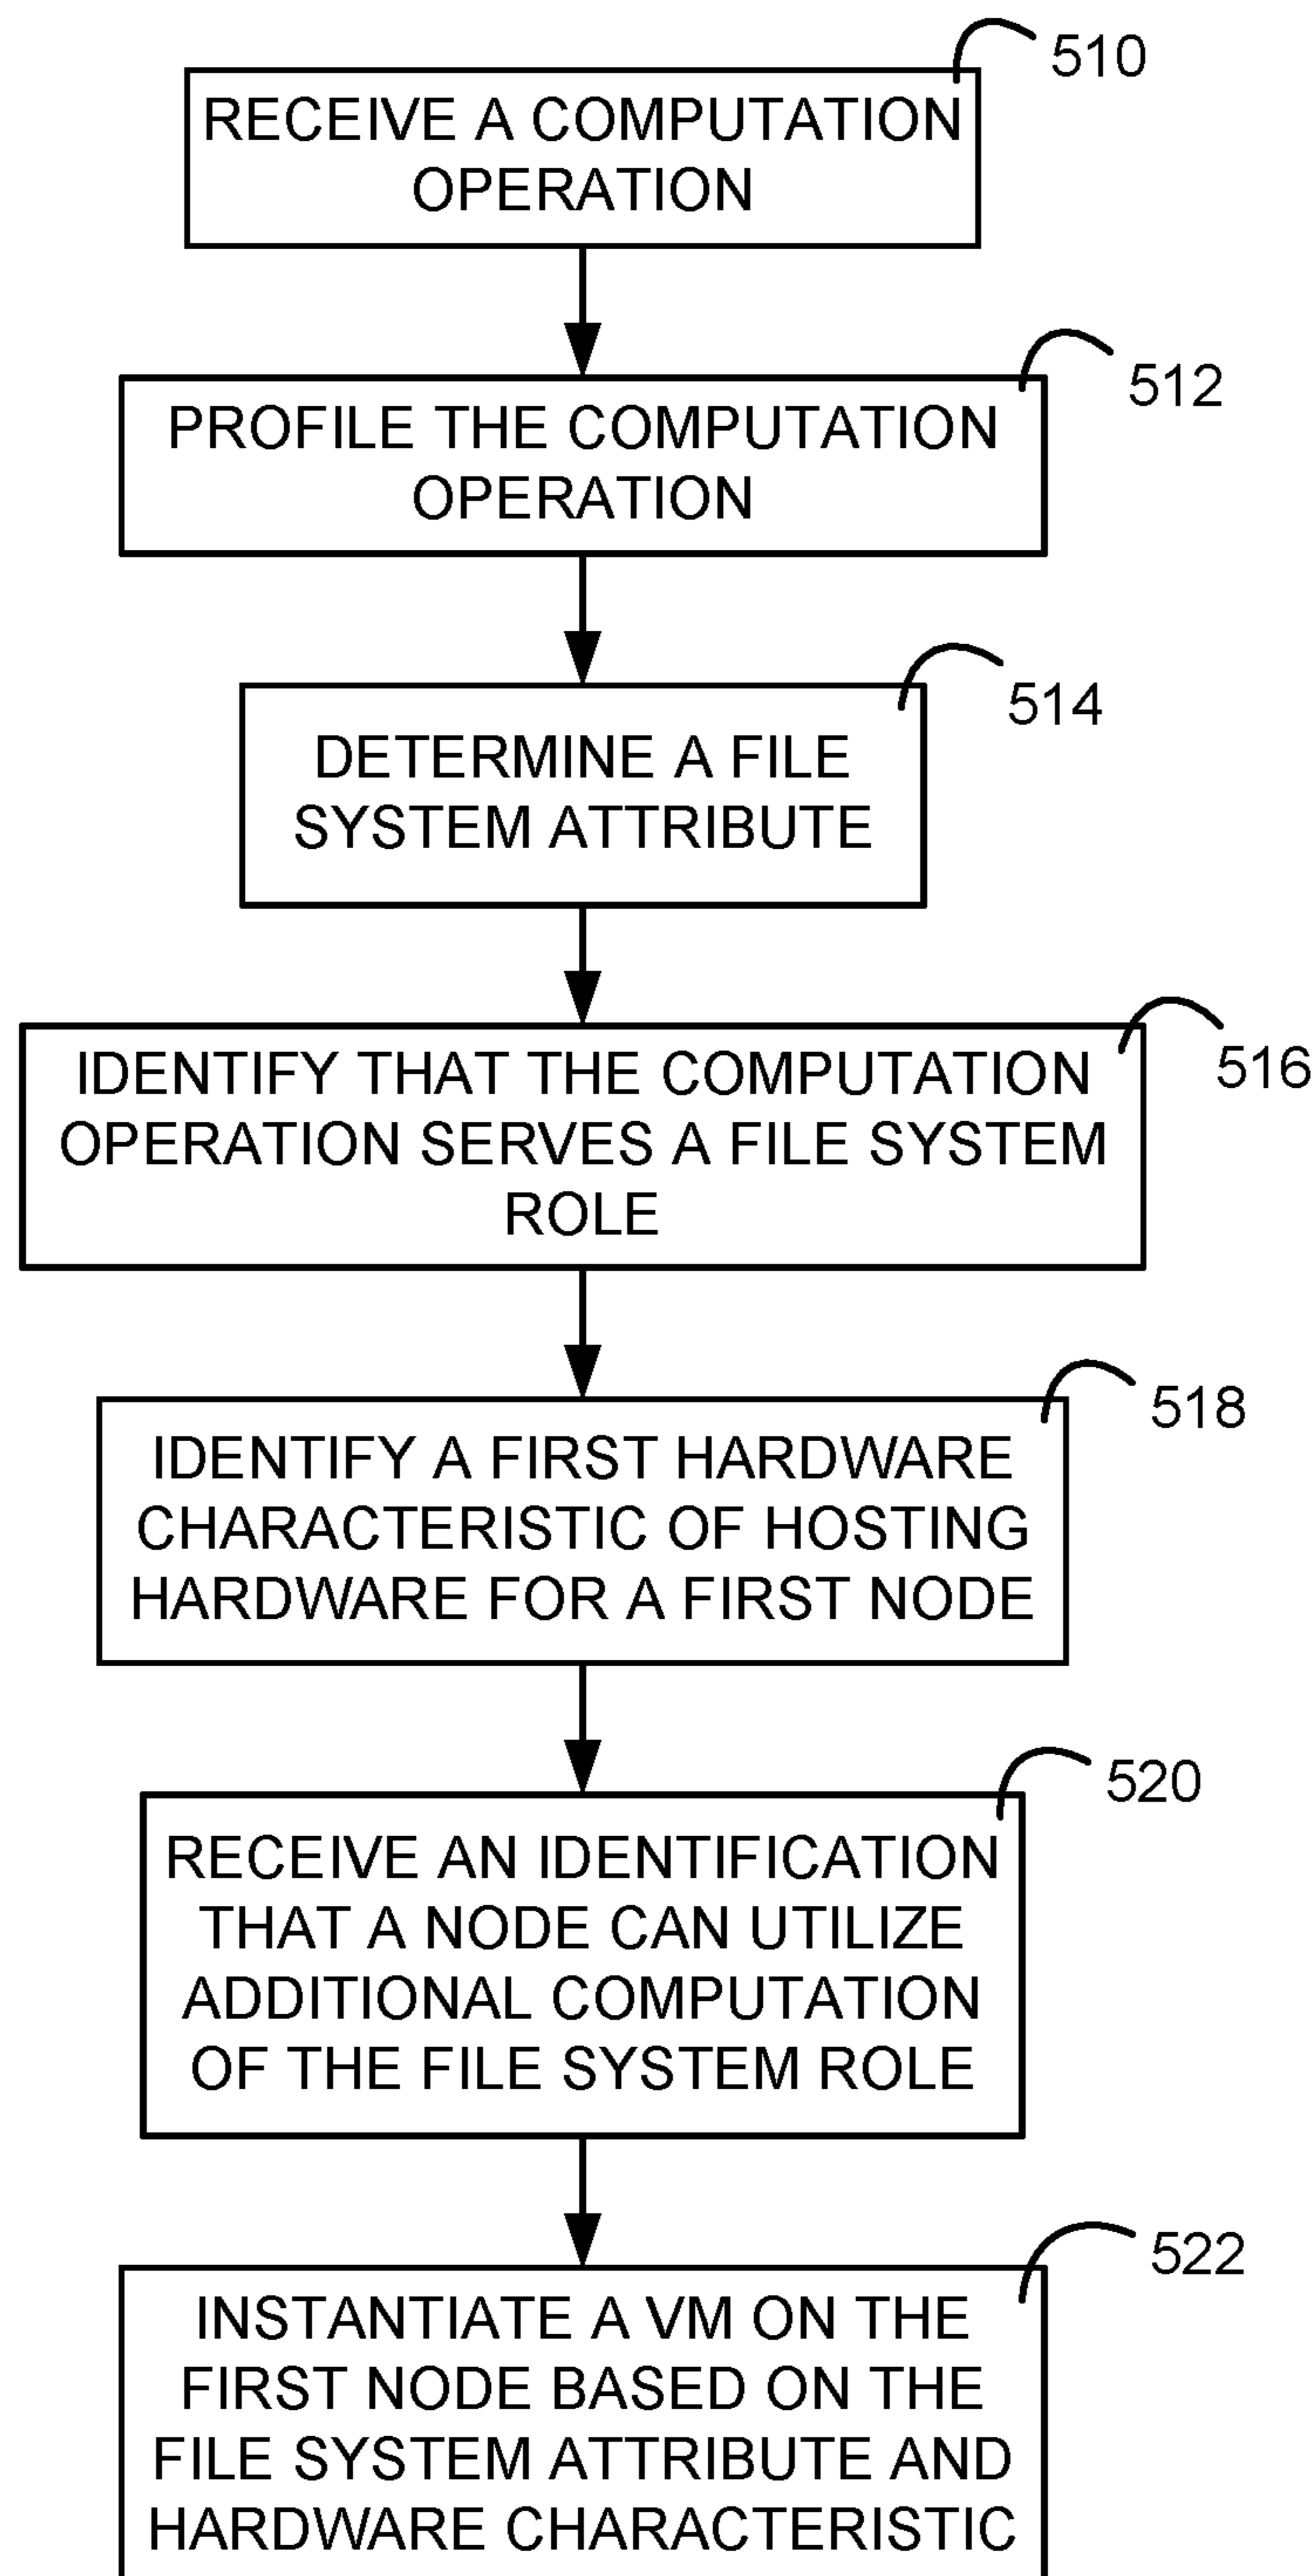 510
RECEIVE A COMPUTATION
OPERATION
512
PROFILE THE COMPUTATION
OPERATION
514
DETERMINE A FILE
SYSTEM ATTRIBUTE
516
IDENTIFY THAT THE COMPUTATION
OPERATION SERVES A FILE SYSTEM
ROLE
518
IDENTIFY A FIRST HARDWARE
CHARACTERISTIC OF HOSTING
HARDWARE FOR A FIRST NODE
520
RECEIVE AN IDENTIFICATION
THAT A NODE CAN UTILIZE
ADDITIONAL COMPUTATION
OF THE FILE SYSTEM ROLE
522
INSTANTIATE A VM ON THE
FIRST NODE BASED ON THE
FILE SYSTEM ATTRIBUTE AND
HARDWARE CHARACTERISTIC